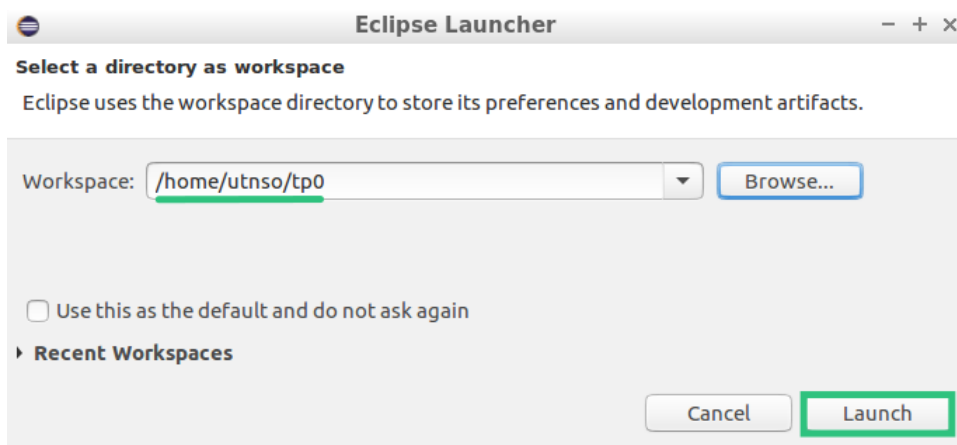 Eclipse Launcher
Select a directory as workspace
Eclipse uses the workspace directory to store its preferences and development artifacts.
Workspace: /home/utnso/tp0 Browse...
Use this as the default and do not ask again
Recent Workspaces
Cancel Launch